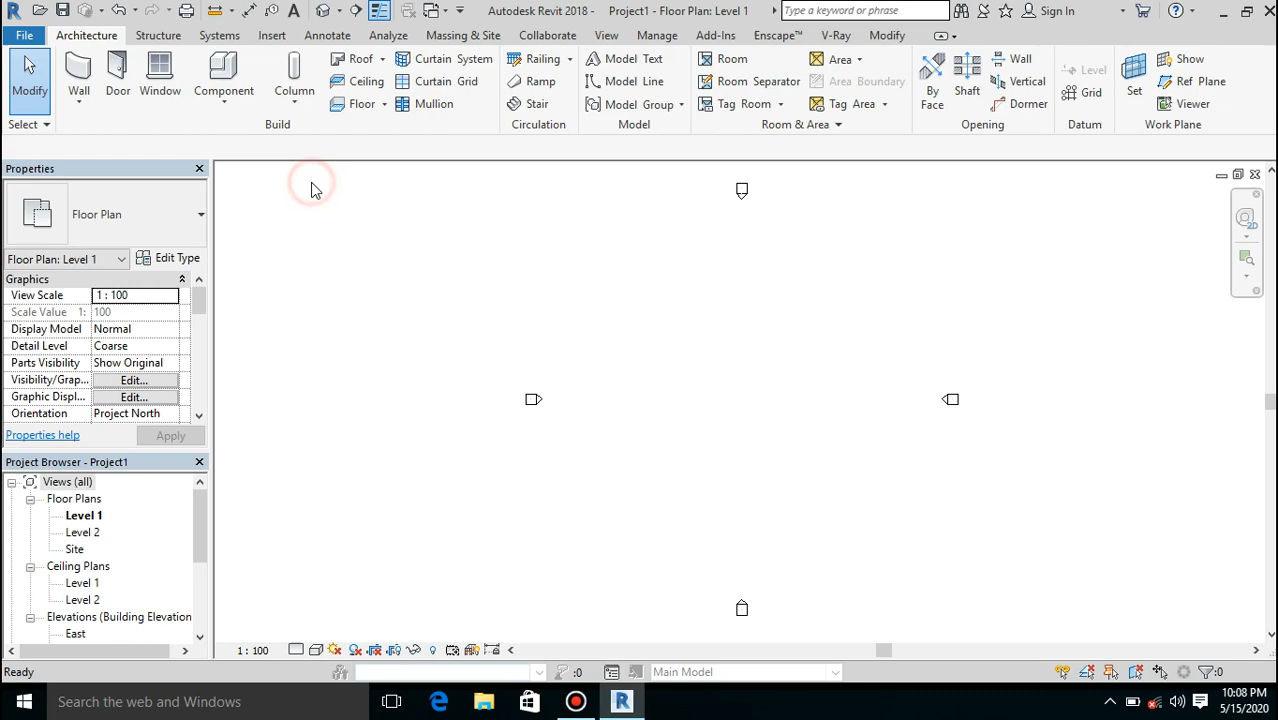 Autodesk Revit 2018 - Project1 - Floor Plan: Level 1
Type a keyword or phrase
Sign In
File Architecture Structure Systems Insert Annotate Analyze Massing & Site Collaborate View Manage Add-Ins Enscape™ V-Ray Modify
Roof Curtain System Railing Model Text Room Area Wall Level Show
Modify Wall Door Window Component Column Ceiling Curtain Grid Ramp Model Line Room Separator Area Boundary By Face Shaft Vertical Grid Set Ref Plane
Floor Mullion Stair Model Group Tag Room Tag Area Dormer Viewer
Select Build Circulation Model Room & Area Opening Datum Work Plane
Properties
Floor Plan
Floor Plan: Level 1 Edit Type
Graphics
View Scale 1 : 100
Scale Value 1: 100
Display Model Normal
Detail Level Coarse
Parts Visibility Show Original
Visibility/Grap... Edit...
Graphic Displ... Edit...
Orientation Project North
Properties help Apply
Project Browser - Project1
Views (all)
Floor Plans
Level 1
Level 2
Site
Ceiling Plans
Level 1
Level 2
Elevations (Building Elevation
East
2D
1 : 100
Ready :0 Main Model :0
Search the web and Windows
10:08 PM
5/15/2020